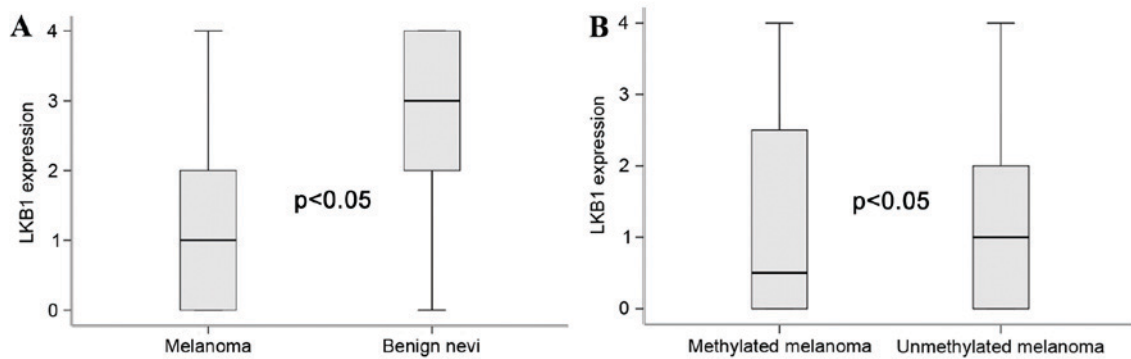 A
LKB1 expression
4
3
2
1
0
p<0.05
Melanoma
Benign nevi
B
LKB1 expression
4
3
2
1
0
p<0.05
Methylated melanoma
Unmethylated melanoma